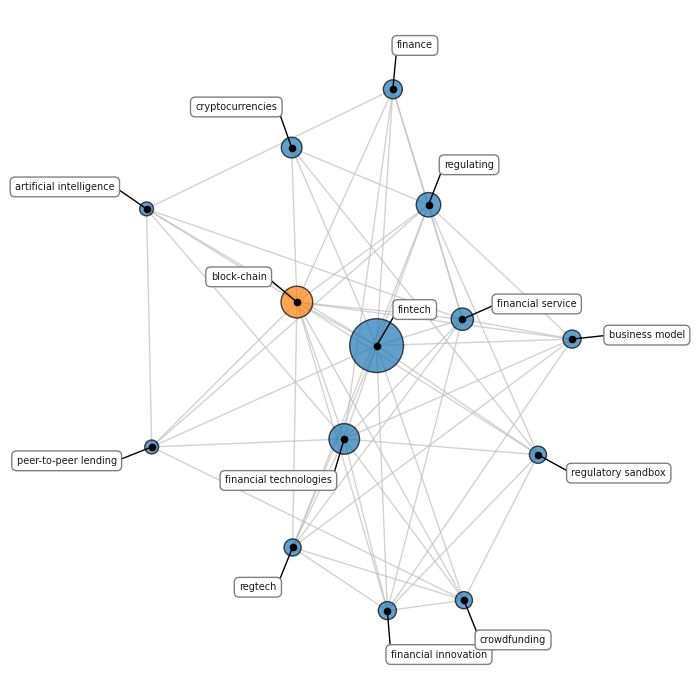 finance
cryptocurrencies
regulating
artificial intelligence
block-chain
financial service
fintech
business model
peer-to-peer lending
regulatory sandbox
financial technologies
regtech
crowdfunding
financial innovation